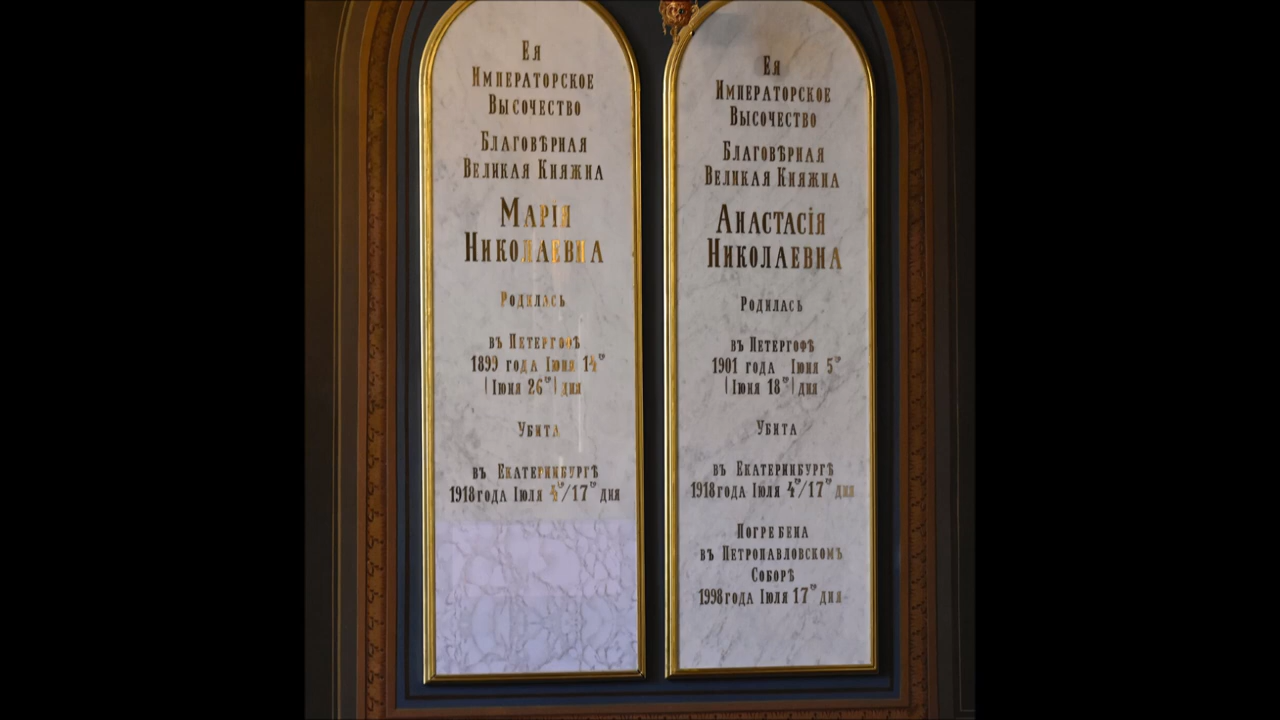 Ея
Императорское
Высочество
Благовѣрная
Великая Княжна
Марія
Николаевна
Родилась
въ Петергофѣ
1899 года Іюня 14го
(Іюня 26го) дня
Убита
въ Екатеринбургѣ
1918 года Іюля 4го/17го дня
Ея
Императорское
Высочество
Благовѣрная
Великая Княжна
Анастасія
Николаевна
Родилась
въ Петергофѣ
1901 года Іюня 5го
(Іюня 18го) дня
Убита
въ Екатеринбургѣ
1918 года Іюля 4го/17го дня
Погребена
въ Петропавловскомъ
Соборѣ
1998 года Іюля 17го дня